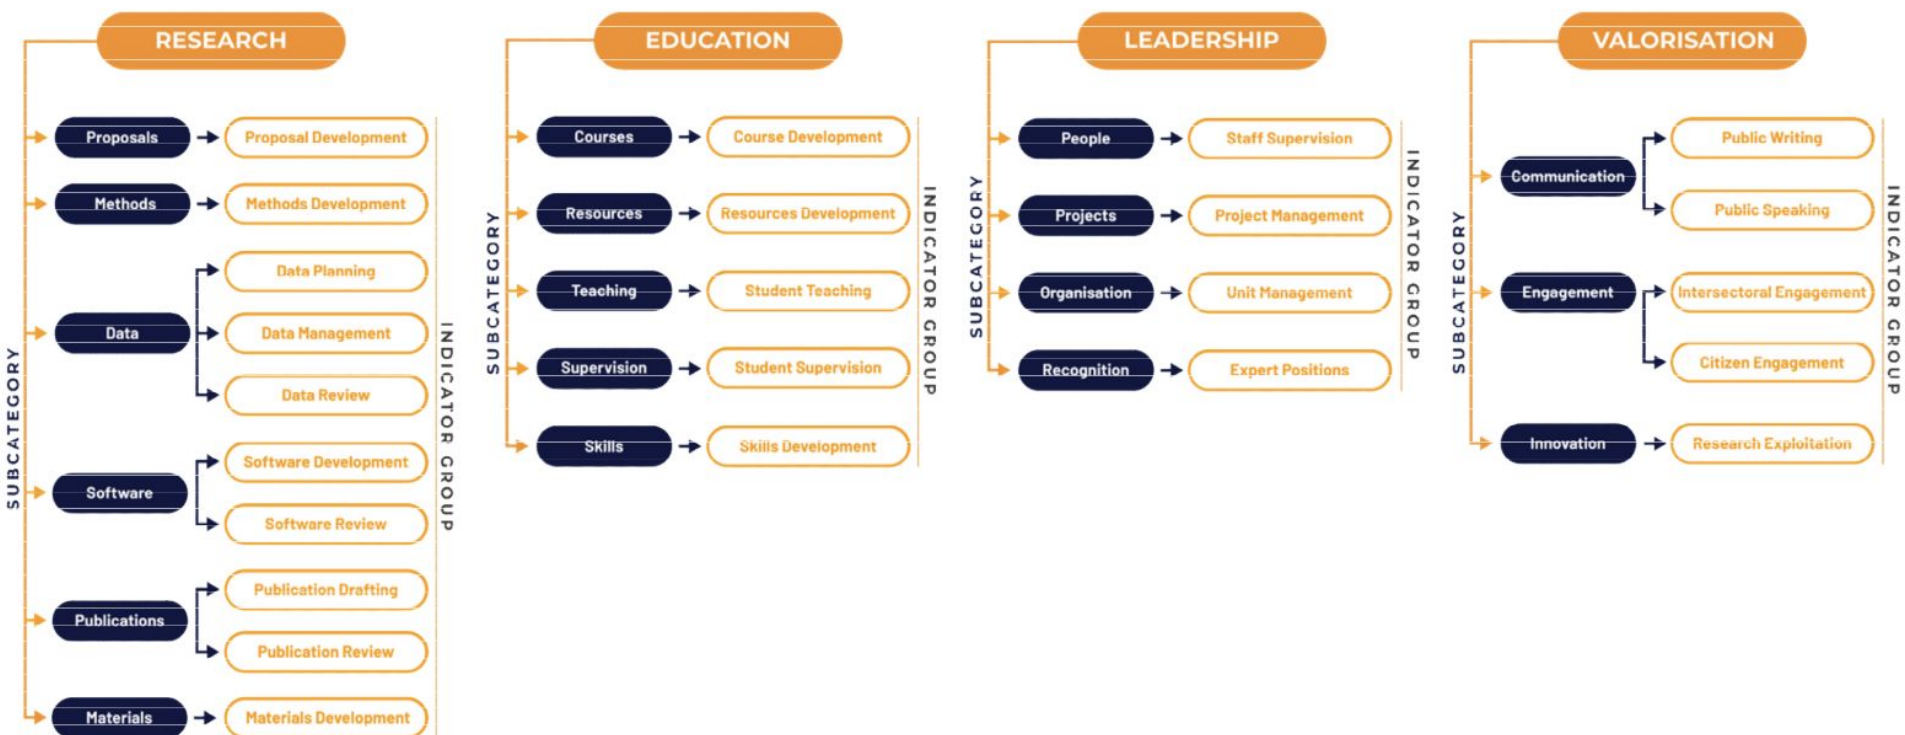 RESEARCH
SUBCATEGORY
Proposals
Proposal Development
Methods
Methods Development
Data
Data Planning
Data Management
Data Review
Software
Software Development
Software Review
Publications
Publication Drafting
Publication Review
Materials
Materials Development
INDICATOR GROUP
EDUCATION
SUBCATEGORY
Courses
Course Development
Resources
Resources Development
Teaching
Student Teaching
Supervision
Student Supervision
Skills
Skills Development
INDICATOR GROUP
LEADERSHIP
SUBCATEGORY
People
Staff Supervision
Projects
Project Management
Organisation
Unit Management
Recognition
Expert Positions
INDICATOR GROUP
VALORISATION
SUBCATEGORY
Communication
Public Writing
Public Speaking
Engagement
Intersectoral Engagement
Citizen Engagement
Innovation
Research Exploitation
INDICATOR GROUP